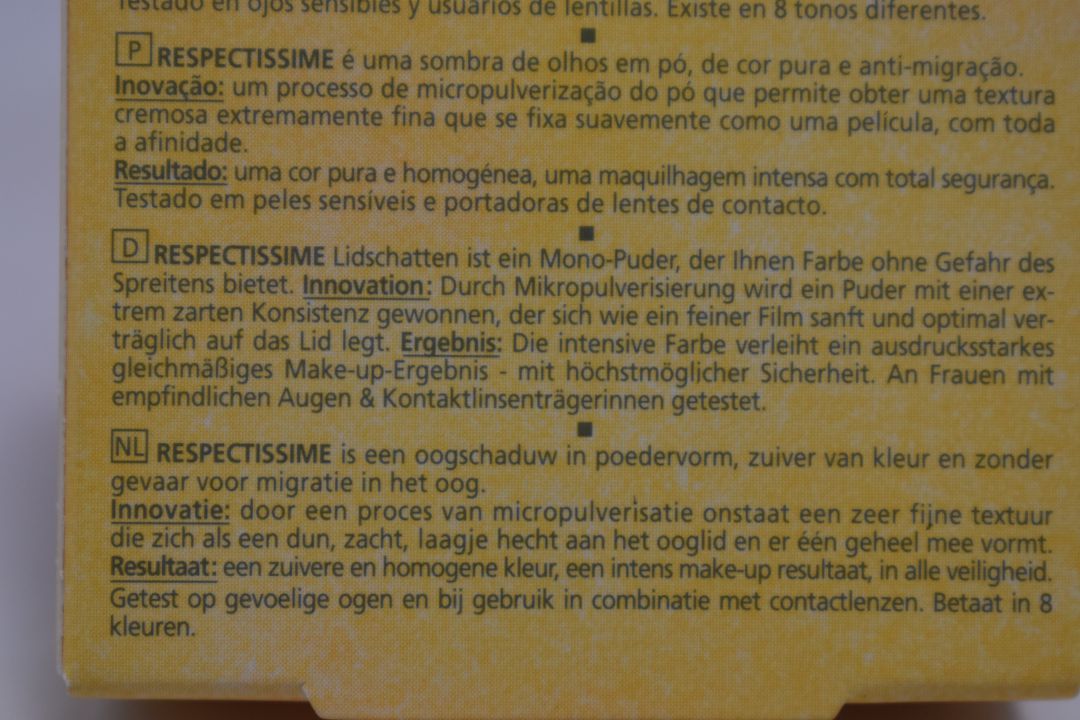 Testado en ojos sensibles y usuarios de lentillas. Existe en 8 tonos diferentes.
P RESPECTISSIME é uma sombra de olhos em pó, de cor pura e anti-migração.
Inovação: um processo de micropulverização do pó que permite obter uma textura
cremosa extremamente fina que se fixa suavemente como uma película, com toda
a afinidade.
Resultado: uma cor pura e homogénea, uma maquilhagem intensa com total segurança.
Testado em peles sensíveis e portadoras de lentes de contacto.
D RESPECTISSIME Lidschatten ist ein Mono-Puder, der Ihnen Farbe ohne Gefahr des
Spreitens bietet. Innovation: Durch Mikropulverisierung wird ein Puder mit einer ex-
trem zarten Konsistenz gewonnen, der sich wie ein feiner Film sanft und optimal ver-
träglich auf das Lid legt. Ergebnis: Die intensive Farbe verleiht ein ausdrucksstarkes
gleichmäßiges Make-up-Ergebnis - mit höchstmöglicher Sicherheit. An Frauen mit
empfindlichen Augen & Kontaktlinsenträgerinnen getestet.
NL RESPECTISSIME is een oogschaduw in poedervorm, zuiver van kleur en zonder
gevaar voor migratie in het oog.
Innovatie: door een proces van micropulverisatie onstaat een zeer fijne textuur
die zich als een dun, zacht, laagje hecht aan het ooglid en er één geheel mee vormt.
Resultaat: een zuivere en homogene kleur, een intens make-up resultaat, in alle veiligheid.
Getest op gevoelige ogen en bij gebruik in combinatie met contactlenzen. Betaat in 8
kleuren.